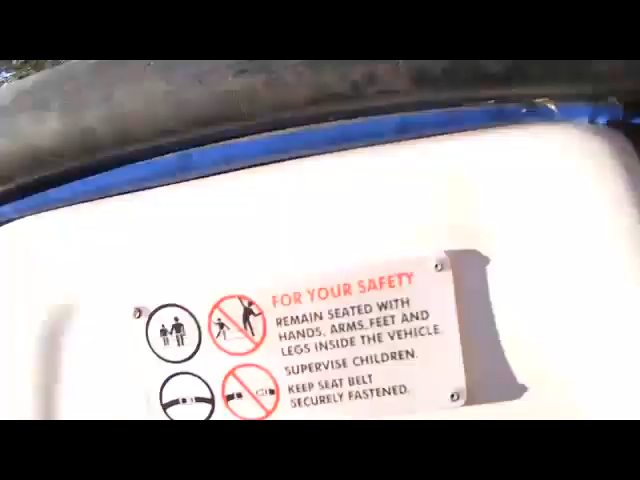 FOR YOUR SAFETY
REMAIN SEATED WITH
HANDS, ARMS, FEET AND
LEGS INSIDE THE VEHICLE.
SUPERVISE CHILDREN.
KEEP SEAT BELT
SECURELY FASTENED.